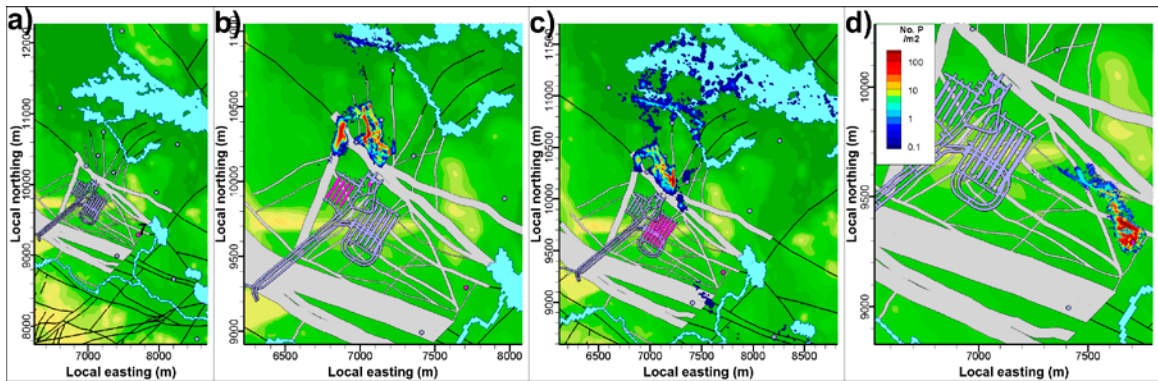 a)
b)
c)
d)
No. P
/m2
100
10
1
0.1
Local northing (m)
12000
11000
10000
9000
8000
Local northing (m)
11000
10500
10000
9500
9000
Local northing (m)
11500
11000
10500
10000
9500
9000
Local northing (m)
10000
9500
9000
7000 8000
6500 7000 7500 8000
6500 7000 7500 8000 8500
7000 7500
Local easting (m)
Local easting (m)
Local easting (m)
Local easting (m)